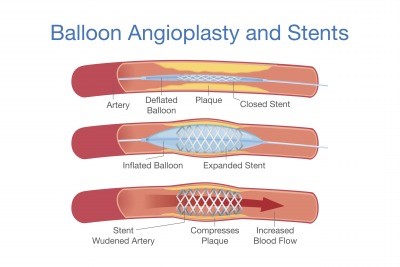 Balloon Angioplasty and Stents
Artery
Deflated
Balloon
Plaque
Closed Stent
Inflated Balloon
Expanded Stent
Stent
Wudened Artery
Compresses
Plaque
Increased
Blood Flow